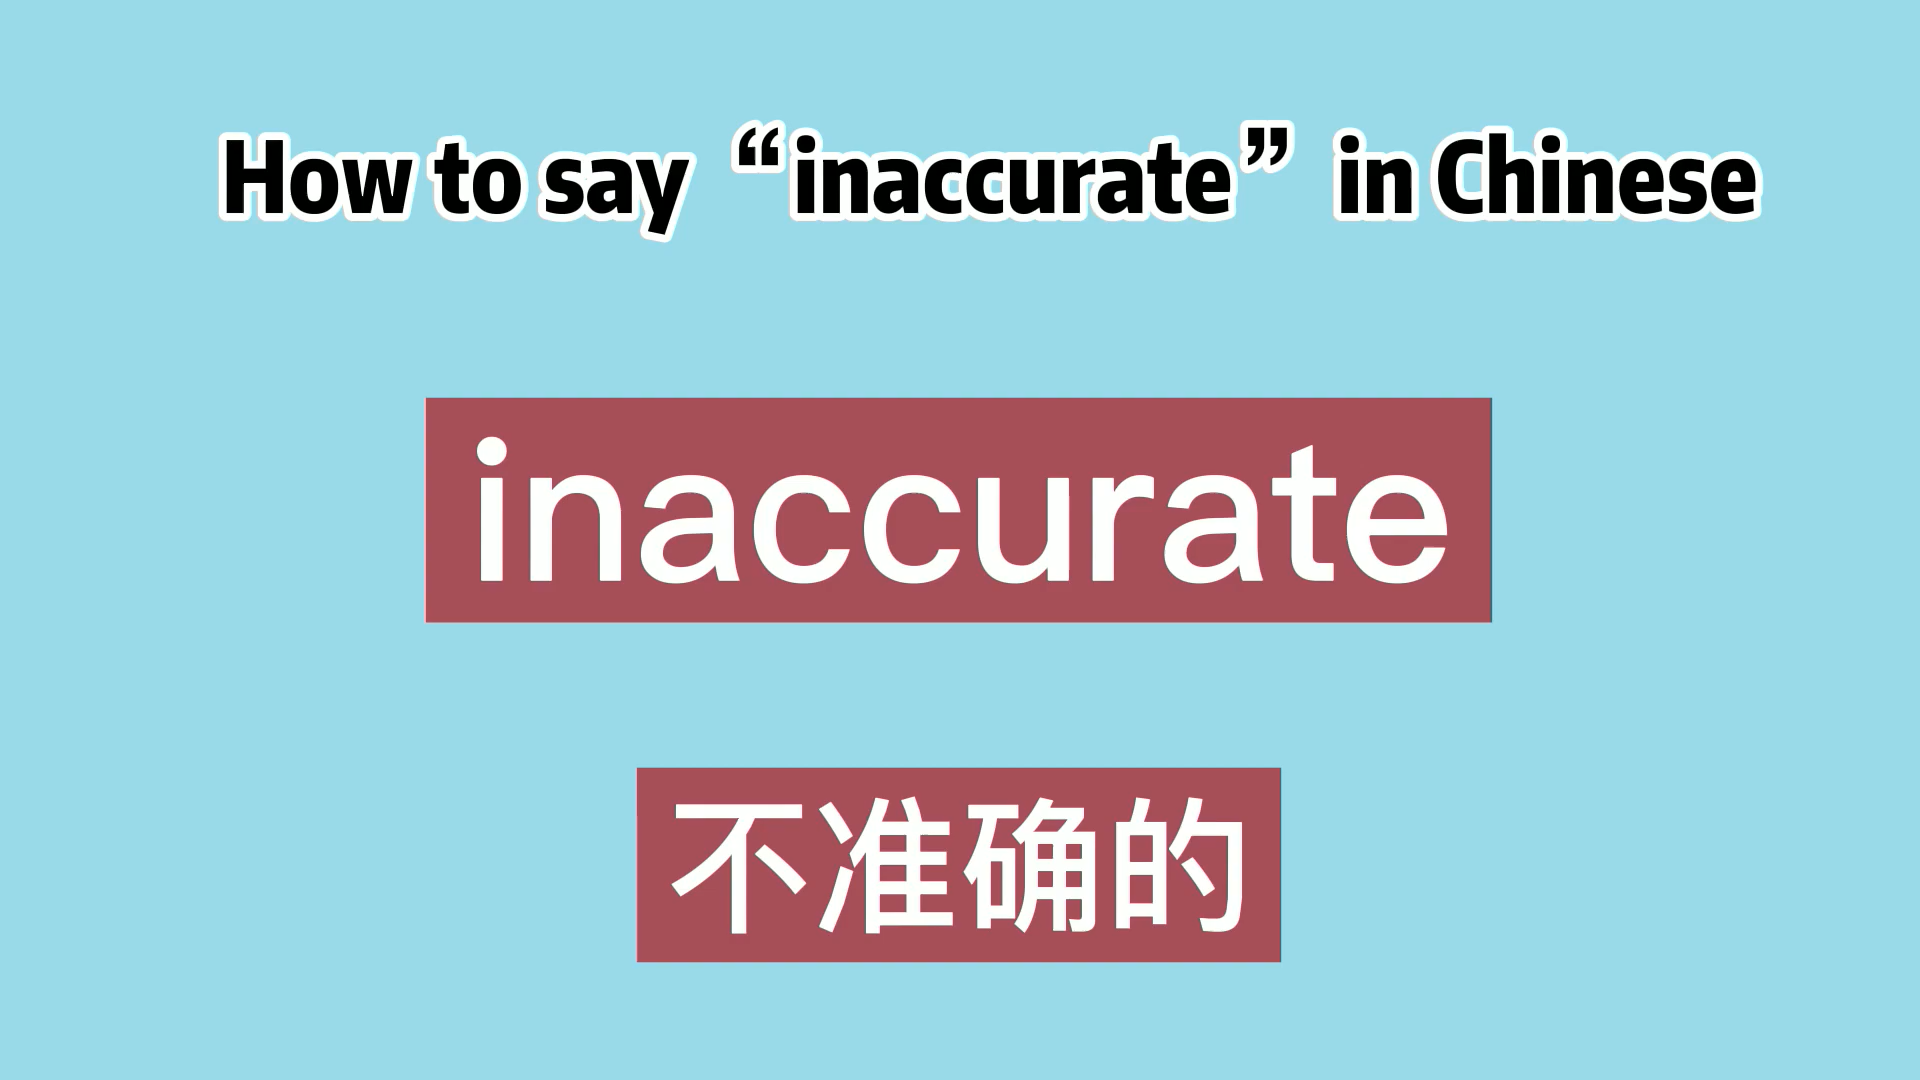 How to say “inaccurate” in Chinese
inaccurate
不准确的